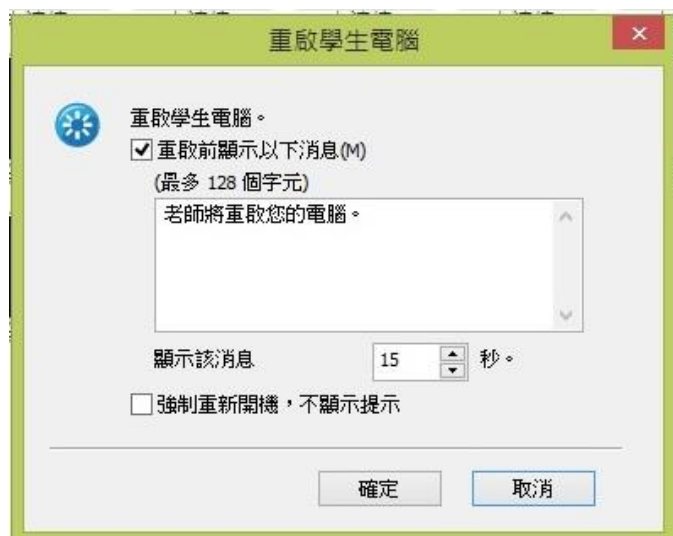 重啟學生電腦
重啟學生電腦。
重啟前顯示以下消息(M)
(最多 128 個字元)
老師將重啟您的電腦。
顯示該消息 15 秒。
強制重新開機，不顯示提示
確定 取消